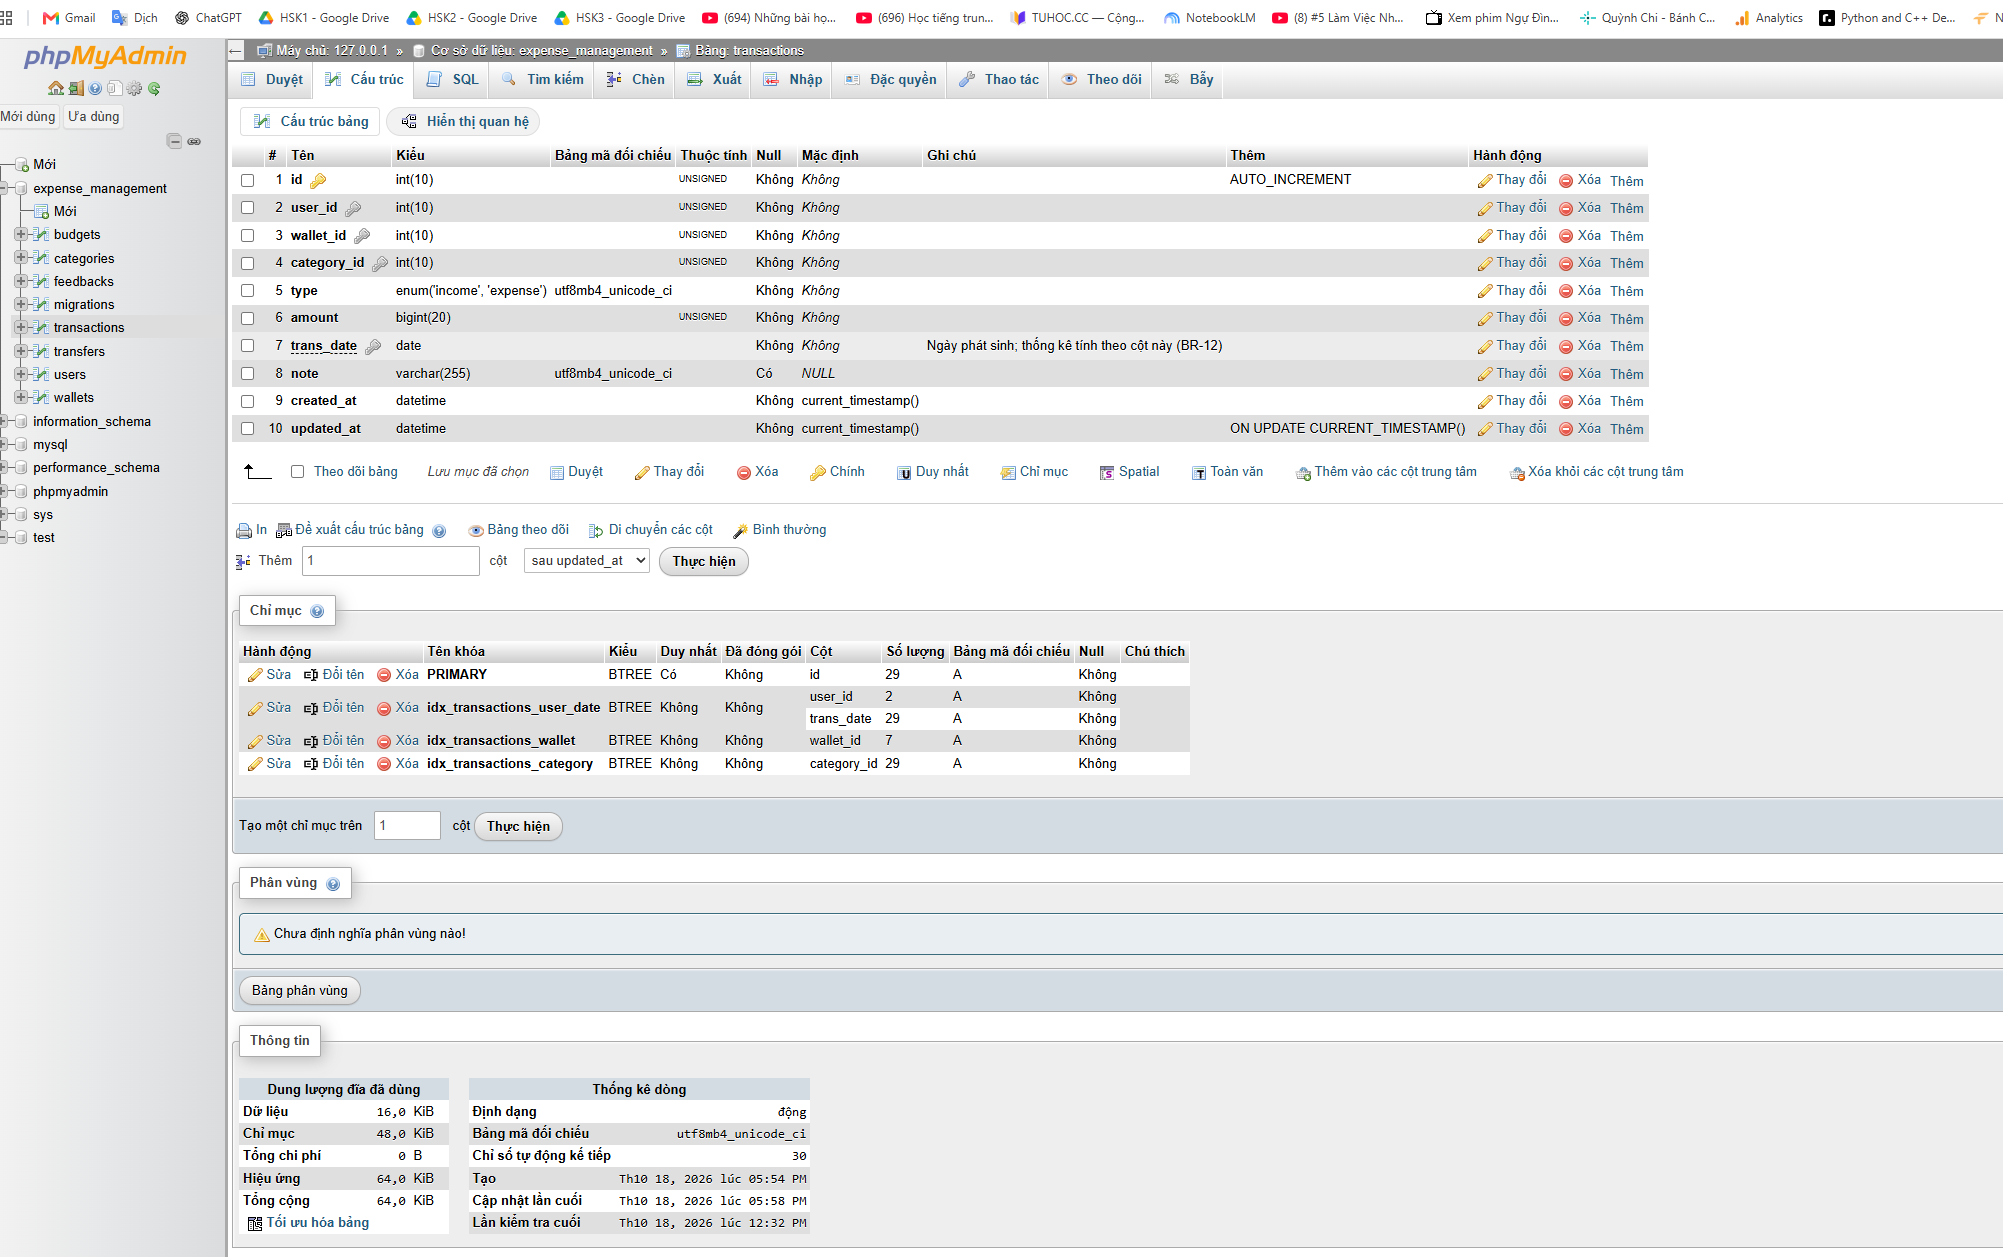 Gmail Dịch ChatGPT HSK1 - Google Drive HSK2 - Google Drive HSK3 - Google Drive (694) Những bài họ... (696) Học tiếng trun... TUHOC.CC — Cộng... NotebookLM (8) #5 Làm Việc Nh... Xem phim Ngự Đìn... Quỳnh Chi - Bánh C... Analytics Python and C++ De...
phpMyAdmin
Mới dùng Ưa dùng
Mới
expense_management
Mới
budgets
categories
feedbacks
migrations
transactions
transfers
users
wallets
information_schema
mysql
performance_schema
phpmyadmin
sys
test
Máy chủ: 127.0.0.1 » Cơ sở dữ liệu: expense_management » Bảng: transactions
Duyệt Cấu trúc SQL Tìm kiếm Chèn Xuất Nhập Đặc quyền Thao tác Theo dõi Bẫy
Cấu trúc bảng Hiển thị quan hệ
# Tên Kiểu Bảng mã đối chiếu Thuộc tính Null Mặc định Ghi chú Thêm Hành động
1 id int(10) UNSIGNED Không Không AUTO_INCREMENT Thay đổi Xóa Thêm
2 user_id int(10) UNSIGNED Không Không Thay đổi Xóa Thêm
3 wallet_id int(10) UNSIGNED Không Không Thay đổi Xóa Thêm
4 category_id int(10) UNSIGNED Không Không Thay đổi Xóa Thêm
5 type enum('income', 'expense') utf8mb4_unicode_ci Không Không Thay đổi Xóa Thêm
6 amount bigint(20) UNSIGNED Không Không Thay đổi Xóa Thêm
7 trans_date date Không Không Ngày phát sinh; thống kê tính theo cột này (BR-12) Thay đổi Xóa Thêm
8 note varchar(255) utf8mb4_unicode_ci Có NULL Thay đổi Xóa Thêm
9 created_at datetime Không current_timestamp() Thay đổi Xóa Thêm
10 updated_at datetime Không current_timestamp() ON UPDATE CURRENT_TIMESTAMP() Thay đổi Xóa Thêm
Theo dõi bảng Lưu mục đã chọn Duyệt Thay đổi Xóa Chính Duy nhất Chỉ mục Spatial Toàn văn Thêm vào các cột trung tâm Xóa khỏi các cột trung tâm
In Đề xuất cấu trúc bảng Bảng theo dõi Di chuyển các cột Bình thường
Thêm 1 cột sau updated_at Thực hiện
Chỉ mục
Hành động Tên khóa Kiểu Duy nhất Đã đóng gói Cột Số lượng Bảng mã đối chiếu Null Chú thích
Sửa Đổi tên Xóa PRIMARY BTREE Có Không id 29 A Không
Sửa Đổi tên Xóa idx_transactions_user_date BTREE Không Không user_id 2 A Không
trans_date 29 A Không
Sửa Đổi tên Xóa idx_transactions_wallet BTREE Không Không wallet_id 7 A Không
Sửa Đổi tên Xóa idx_transactions_category BTREE Không Không category_id 29 A Không
Tạo một chỉ mục trên 1 cột Thực hiện
Phân vùng
Chưa định nghĩa phân vùng nào!
Bảng phân vùng
Thông tin
Dung lượng đĩa đã dùng
Dữ liệu 16,0 KiB
Chỉ mục 48,0 KiB
Tổng chi phí 0 B
Hiệu ứng 64,0 KiB
Tổng cộng 64,0 KiB
Tối ưu hóa bảng
Thống kê dòng
Định dạng động
Bảng mã đối chiếu utf8mb4_unicode_ci
Chỉ số tự động kế tiếp 30
Tạo Th10 18, 2026 lúc 05:54 PM
Cập nhật lần cuối Th10 18, 2026 lúc 05:58 PM
Lần kiểm tra cuối Th10 18, 2026 lúc 12:32 PM